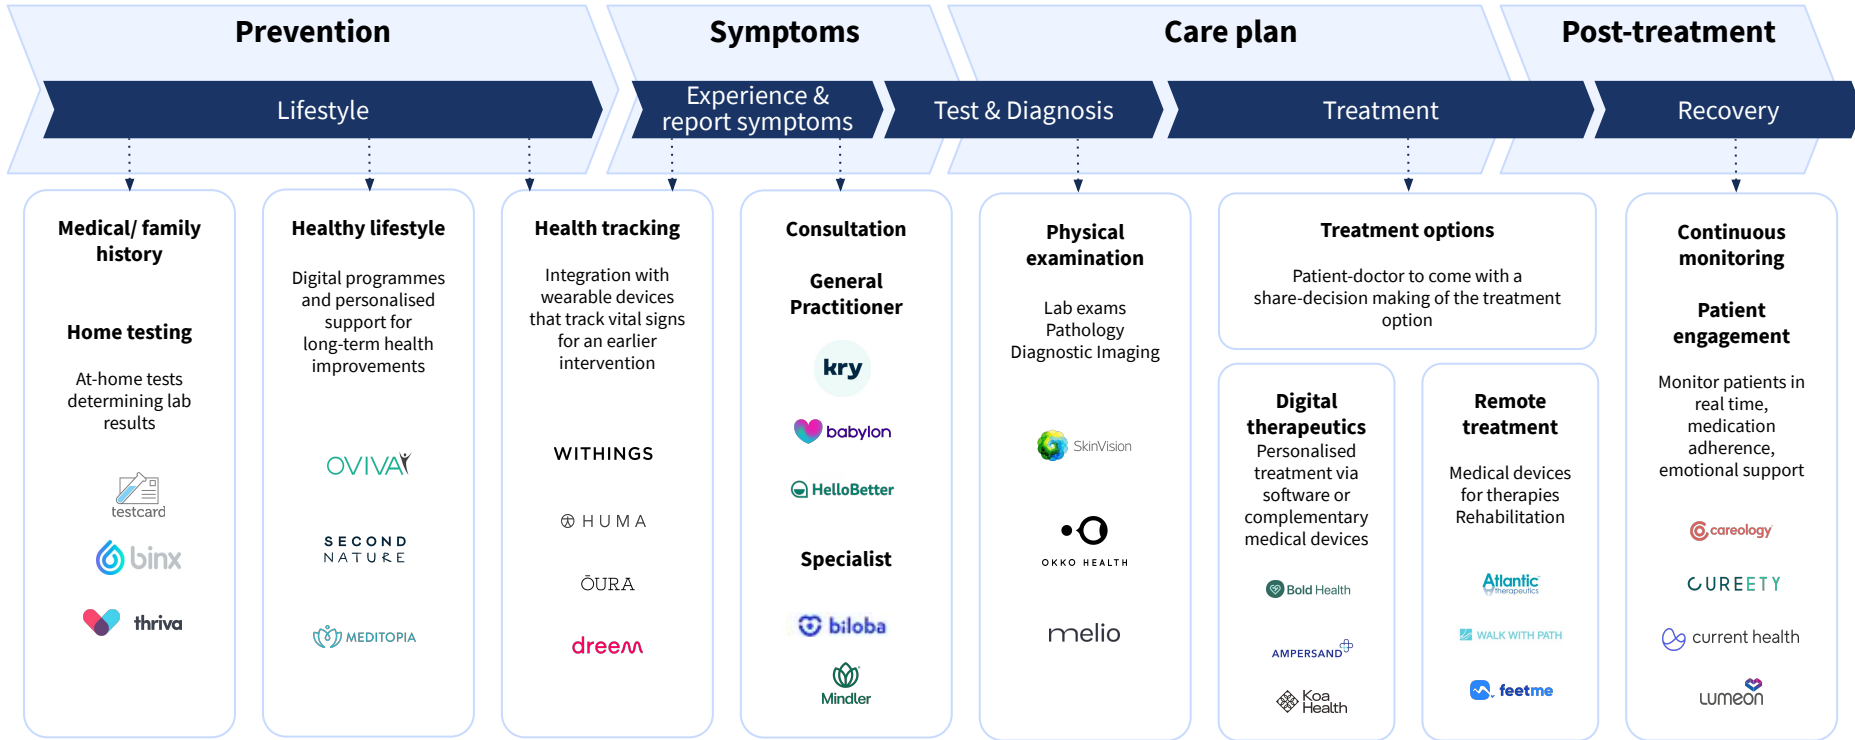 Prevention
Symptoms
Care plan
Post-treatment
Lifestyle
Experience &
report symptoms
Test & Diagnosis
Treatment
Recovery
Medical/ family
history
Home testing
At-home tests
determining lab
results
testcard
binx
thriva
Healthy lifestyle
Digital programmes
and personalised
support for
long-term health
improvements
OVIVA
SECOND
NATURE
MEDITOPIA
Health tracking
Integration with
wearable devices
that track vital signs
for an earlier
intervention
WITHINGS
HUMA
ŌURA
dreem
Consultation
General
Practitioner
kry
babylon
HelloBetter
Specialist
biloba
Mindler
Physical
examination
Lab exams
Pathology
Diagnostic Imaging
SkinVision
OKKO HEALTH
melio
Treatment options
Patient-doctor to come with a
share-decision making of the treatment
option
Digital
therapeutics
Personalised
treatment via
software or
complementary
medical devices
Bold Health
AMPERSAND
Koa
Health
Remote
treatment
Medical devices
for therapies
Rehabilitation
Atlantic
therapeutics
WALK WITH PATH
feetme
Continuous
monitoring
Patient
engagement
Monitor patients in
real time,
medication
adherence,
emotional support
careology
CUREETY
current health
LUMEON